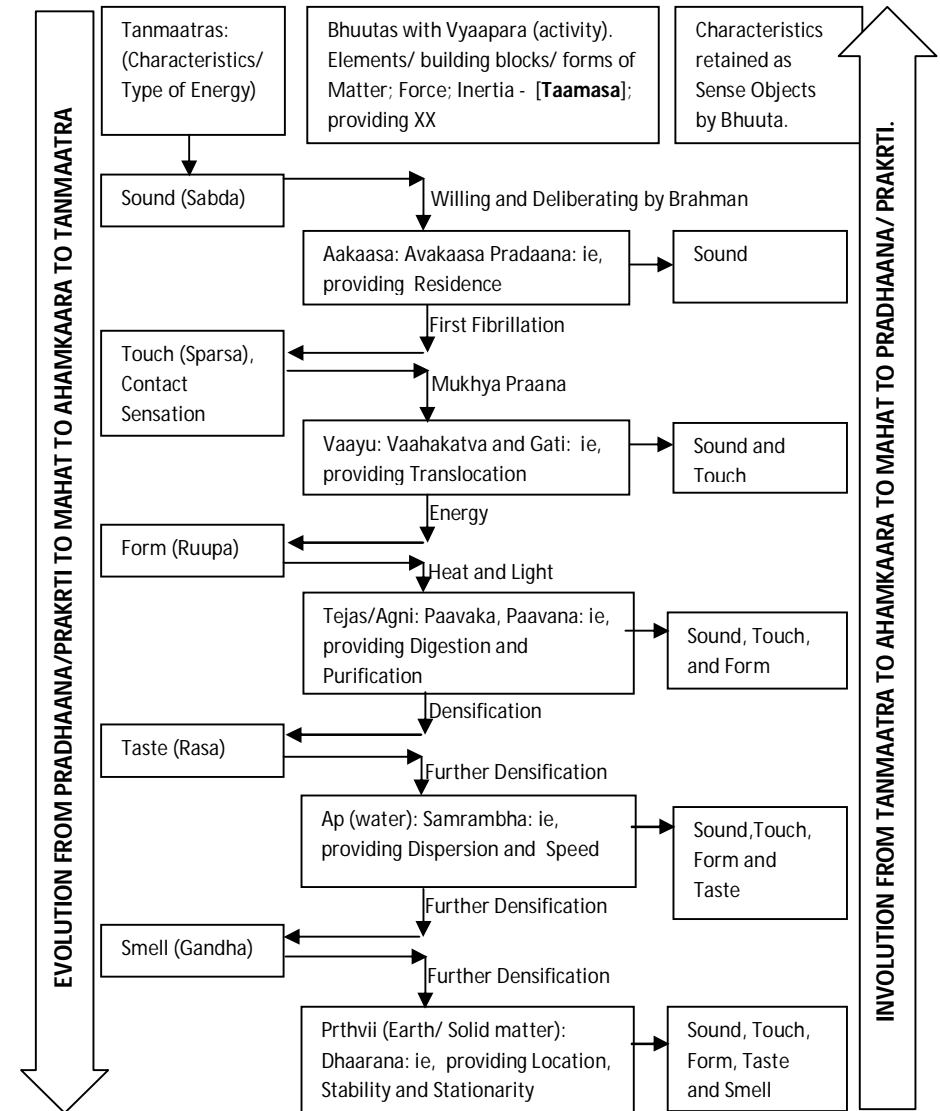 Tanmaatras:
(Characteristics/
Type of Energy)
Bhuutas with Vyaapara (activity).
Elements/ building blocks/ forms of
Matter; Force; Inertia - [Taamasa];
providing XX
Characteristics
retained as
Sense Objects
by Bhuuta.
EVOLUTION FROM PRADHAANA/PRAKRTI TO MAHAT TO AHAMKAARA TO TANMAATRA
INVOLUTION FROM TANMAATRA TO AHAMKAARA TO MAHAT TO PRADHAANA/ PRAKRTI.
Sound (Sabda)
Willing and Deliberating by Brahman
Aakaasa: Avakaasa Pradaana: ie,
providing Residence
Sound
First Fibrillation
Touch (Sparsa),
Contact
Sensation
Mukhya Praana
Vaayu: Vaahakatva and Gati: ie,
providing Translocation
Sound and
Touch
Energy
Form (Ruupa)
Heat and Light
Tejas/Agni: Paavaka, Paavana: ie,
providing Digestion and
Purification
Sound, Touch,
and Form
Densification
Taste (Rasa)
Further Densification
Ap (water): Samrambha: ie,
providing Dispersion and Speed
Sound,Touch,
Form and
Taste
Further Densification
Smell (Gandha)
Further Densification
Prthvii (Earth/ Solid matter):
Dhaarana: ie, providing Location,
Stability and Stationarity
Sound, Touch,
Form, Taste
and Smell